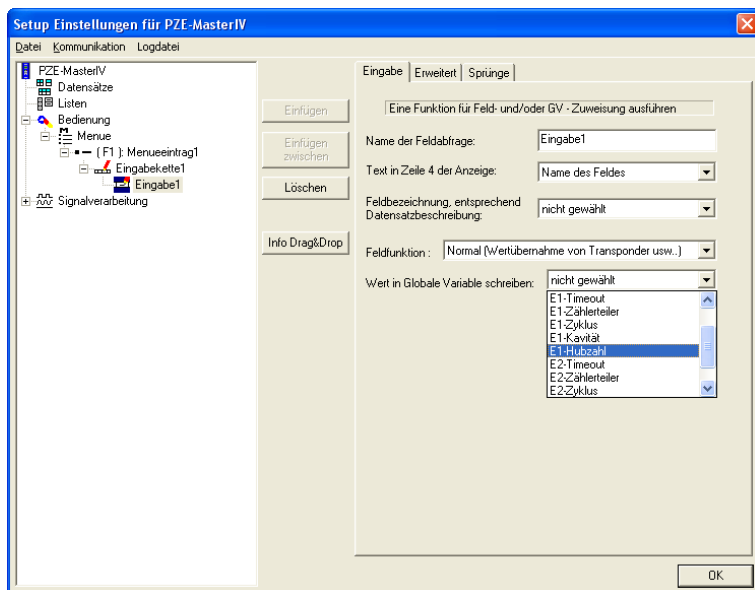 Setup Einstellungen für PZE-MasterIV
Datei Kommunikation Logdatei
PZE-MasterIV
Datensätze
Listen
Bedienung
Menue
( F1 ): Menueeintrag1
Eingabekette1
Eingabe1
Signalverarbeitung
Einfügen
Einfügen
zwischen
Löschen
Info Drag&Drop
Eingabe Erweitert Sprünge
Eine Funktion für Feld- und/oder GV - Zuweisung ausführen
Name der Feldabfrage: Eingabe1
Text in Zeile 4 der Anzeige: Name des Feldes
Feldbezeichnung, entsprechend
Datensatzbeschreibung: nicht gewählt
Feldfunktion : Normal (Wertübernahme von Transponder usw..)
Wert in Globale Variable schreiben: nicht gewählt
E1-Timeout
E1-Zählerteiler
E1-Zyklus
E1-Kavität
E1-Hubzahl
E2-Timeout
E2-Zählerteiler
E2-Zyklus
OK